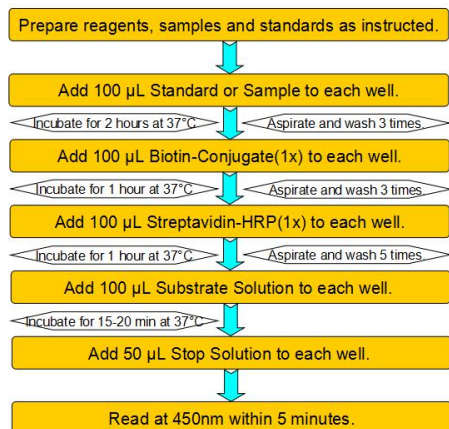 Prepare reagents, samples and standards as instructed.
Add 100 µL Standard or Sample to each well.
Incubate for 2 hours at 37°C
Aspirate and wash 3 times.
Add 100 µL Biotin-Conjugate(1x) to each well.
Incubate for 1 hour at 37°C
Aspirate and wash 3 times.
Add 100 µL Streptavidin-HRP(1x) to each well.
Incubate for 1 hour at 37°C
Aspirate and wash 5 times.
Add 100 µL Substrate Solution to each well.
Incubate for 15-20 min at 37°C
Add 50 µL Stop Solution to each well.
Read at 450nm within 5 minutes.